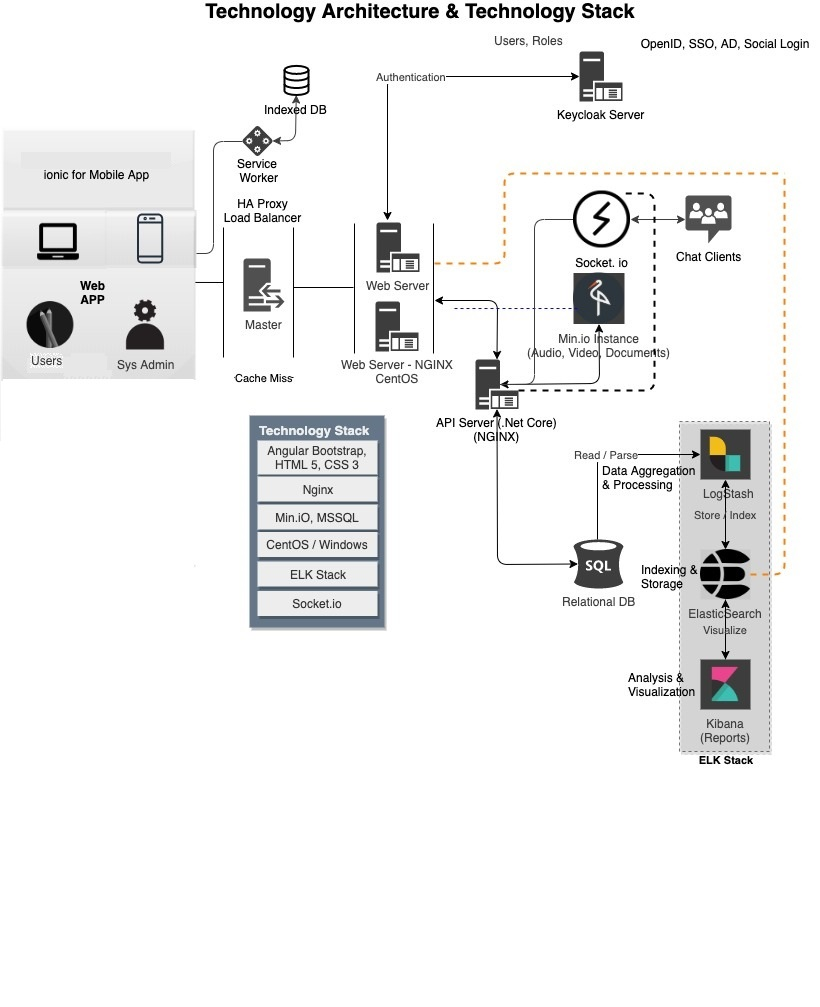 Technology Architecture & Technology Stack
Users, Roles
OpenID, SSO, AD, Social Login
Authentication
Indexed DB
Keycloak Server
Service
Worker
ionic for Mobile App
HA Proxy
Load Balancer
Socket. io
Chat Clients
Web Server
Web
APP
Master
Min.io Instance
(Audio, Video, Documents)
Users
Sys Admin
Web Server - NGINX
CentOS
Cache Miss
API Server (.Net Core)
(NGINX)
Technology Stack
Angular Bootstrap,
HTML 5, CSS 3
Nginx
Min.iO, MSSQL
CentOS / Windows
ELK Stack
Socket.io
Read / Parse
Data Aggregation
& Processing
LogStash
Store / Index
SQL
Relational DB
Indexing &
Storage
ElasticSearch
Visualize
Analysis &
Visualization
Kibana
(Reports)
ELK Stack